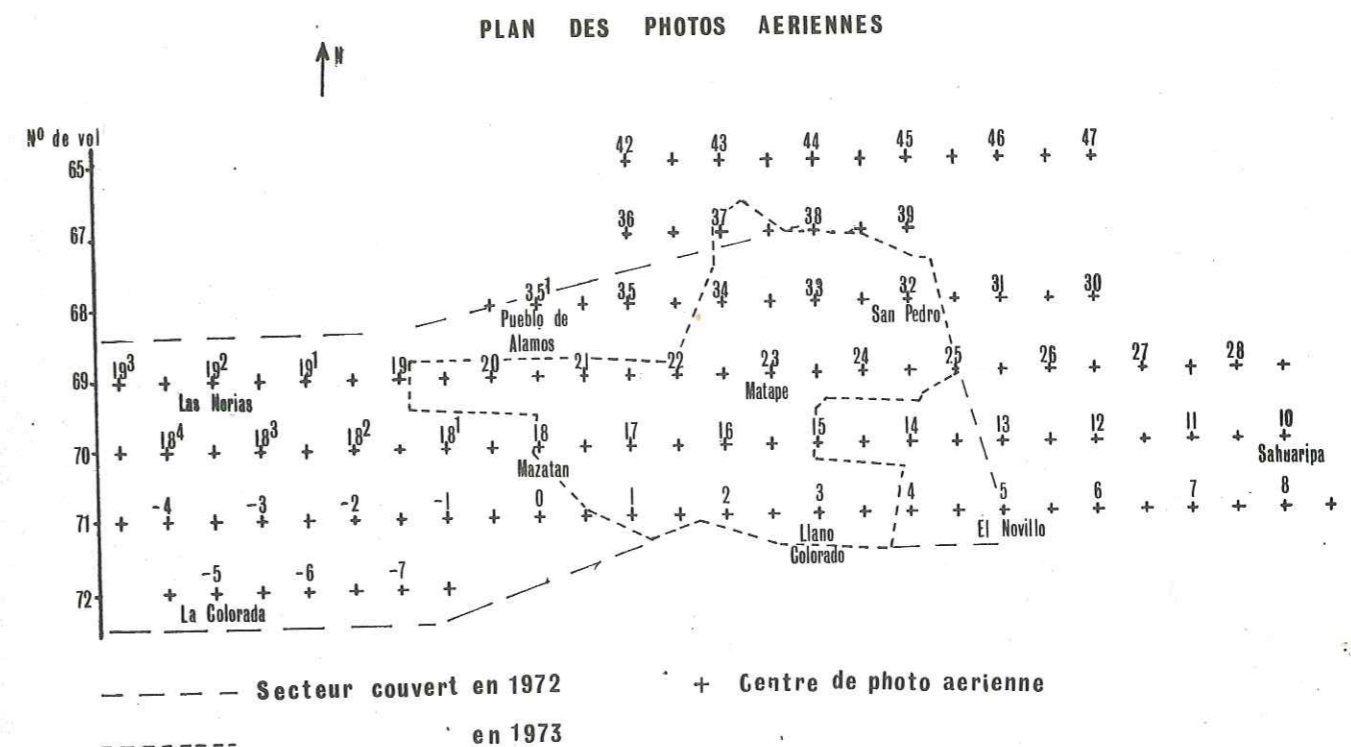 PLAN DES PHOTOS AERIENNES
N
Nº de vol
65
42 43 44 45 46 47
67
36 37 38 39
68
35¹ 35 34 33 32 31 30
Pueblo de Alamos
San Pedro
69
19³ 19² 19¹ 19 20 21 22 23 24 25 26 27 28
Las Norias
Matape
70
18⁴ 18³ 18² 18¹ 18 17 16 15 14 13 12 11 10
Mazatan
Sahuaripa
71
-4 -3 -2 -1 0 1 2 3 4 5 6 7 8
Llano Colorado
El Novillo
72
-5 -6 -7
La Colorada
Secteur couvert en 1972
+ Centre de photo aerienne
en 1973